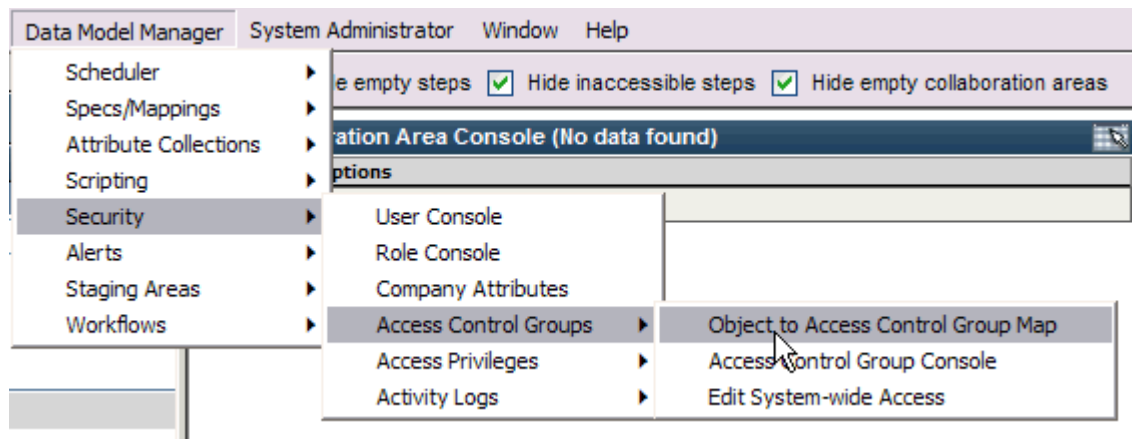 Data Model Manager System Administrator Window Help
Scheduler
e empty steps Hide inaccessible steps Hide empty collaboration areas
Specs/Mappings
Attribute Collections
ation Area Console (No data found)
Scripting
ptions
Security
User Console
Alerts
Role Console
Staging Areas
Company Attributes
Workflows
Access Control Groups
Object to Access Control Group Map
Access Privileges
Access Control Group Console
Activity Logs
Edit System-wide Access